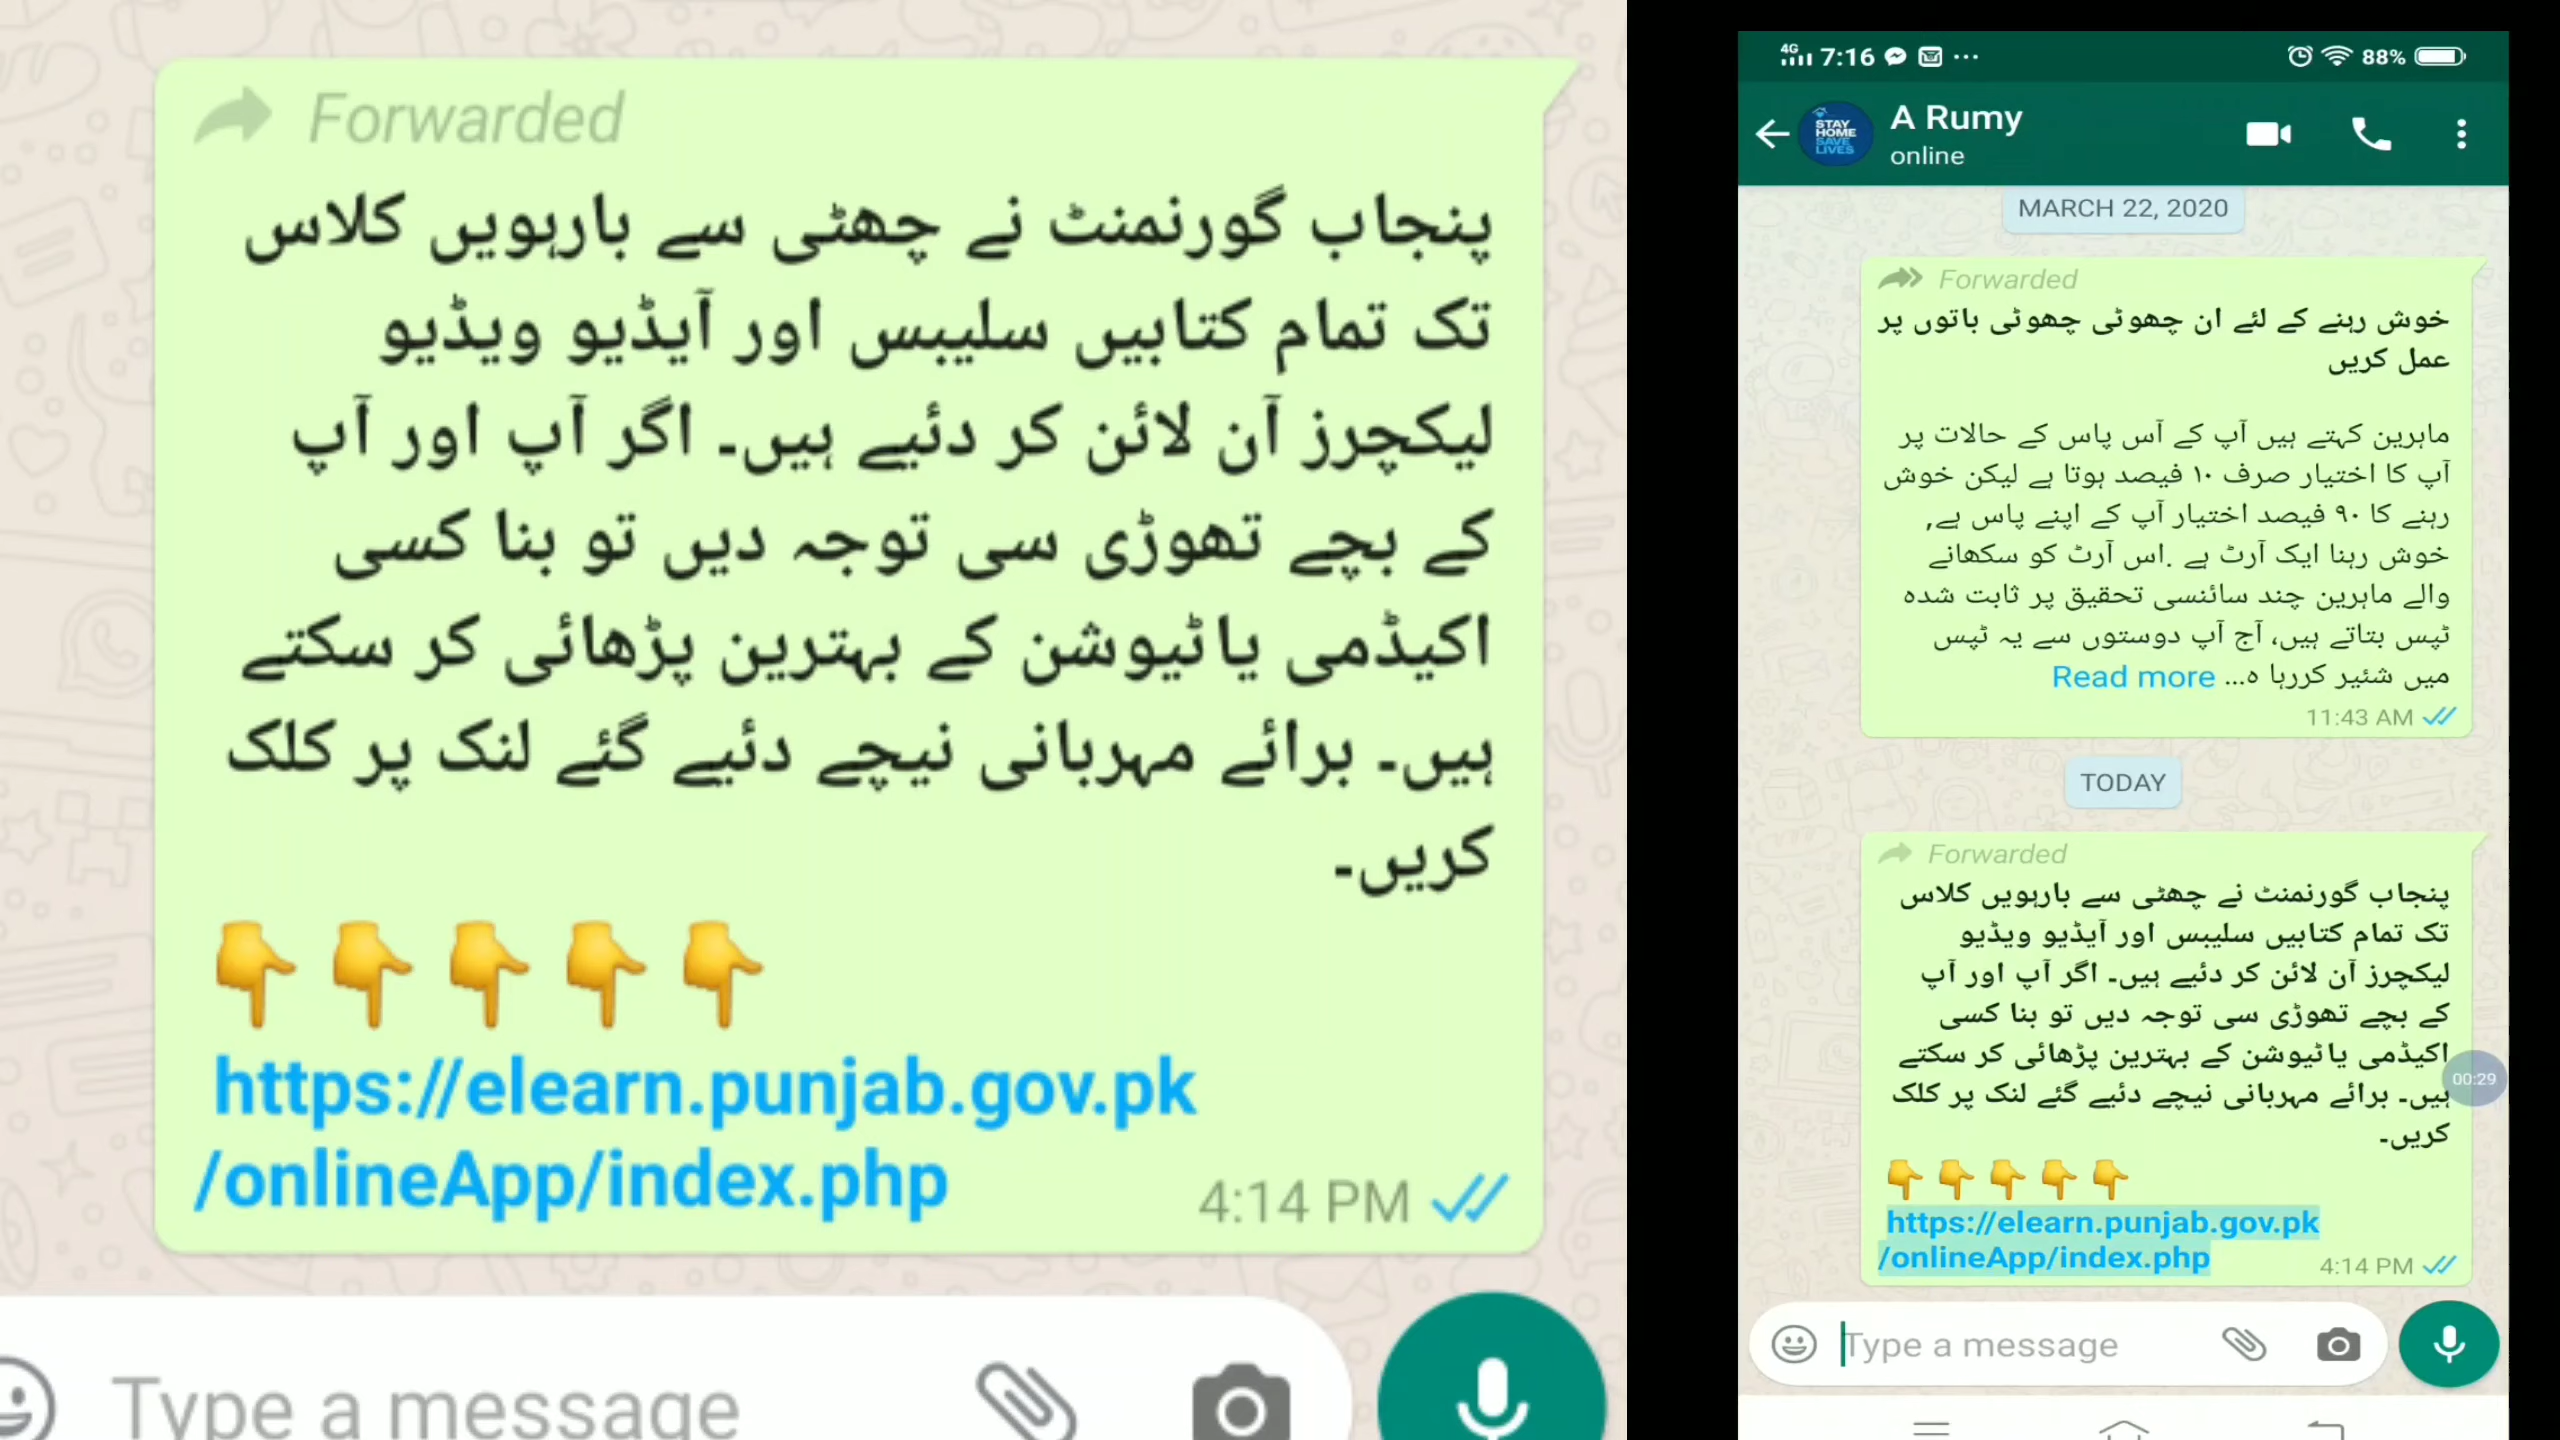 Forwarded
پنجاب گورنمنٹ نے چھٹی سے بارہویں کلاس
تک تمام کتابیں سلیبس اور آیڈیو ویڈیو
لیکچرز آن لائن کر دئیے ہیں۔ اگر آپ اور آپ
کے بچے تھوڑی سی توجہ دیں تو بنا کسی
اکیڈمی یا ٹیوشن کے بہترین پڑھائی کر سکتے
ہیں۔ برائے مہربانی نیچے دئیے گئے لنک پر کلک
کریں۔
👇👇👇👇👇
https://elearn.punjab.gov.pk
/onlineApp/index.php
4:14 PM
Type a message
4G 7:16 88%
A Rumy
online
STAY
HOME
SAVE
LIVES
MARCH 22, 2020
Forwarded
خوش رہنے کے لئے ان چھوٹی چھوٹی باتوں پر
عمل کریں
ماہرین کہتے ہیں آپ کے آس پاس کے حالات پر
آپ کا اختیار صرف ۱۰ فیصد ہوتا ہے لیکن خوش
رہنے کا ۹۰ فیصد اختیار آپ کے اپنے پاس ہے,
خوش رہنا ایک آرٹ ہے .اس آرٹ کو سکھانے
والے ماہرین چند سائنسی تحقیق پر ثابت شدہ
ٹپس بتاتے ہیں، آج آپ دوستوں سے یہ ٹپس
میں شئیر کررہا ہ... Read more
11:43 AM
TODAY
Forwarded
پنجاب گورنمنٹ نے چھٹی سے بارہویں کلاس
تک تمام کتابیں سلیبس اور آیڈیو ویڈیو
لیکچرز آن لائن کر دئیے ہیں۔ اگر آپ اور آپ
کے بچے تھوڑی سی توجہ دیں تو بنا کسی
اکیڈمی یا ٹیوشن کے بہترین پڑھائی کر سکتے
ہیں۔ برائے مہربانی نیچے دئیے گئے لنک پر کلک
کریں۔
👇👇👇👇👇
https://elearn.punjab.gov.pk
/onlineApp/index.php
4:14 PM
00:29
Type a message